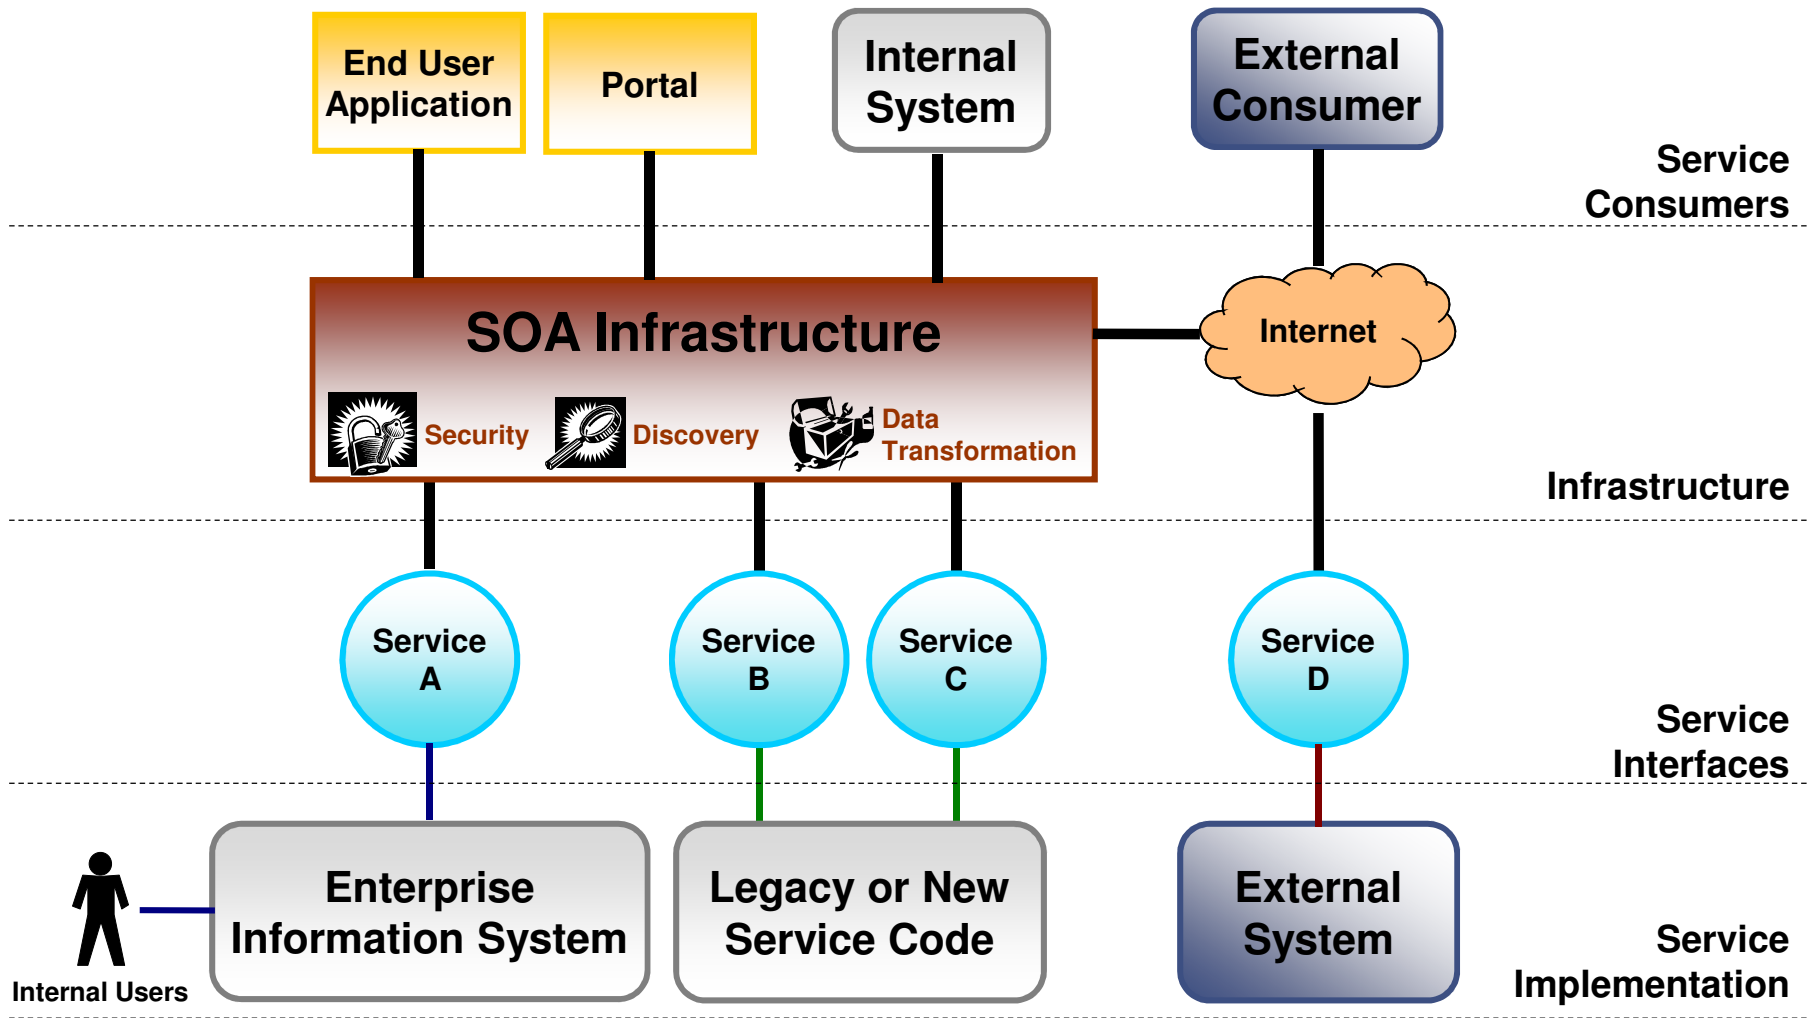 End User
Application
Portal
Internal
System
External
Consumer
Service
Consumers
SOA Infrastructure
Internet
Security
Discovery
Data
Transformation
Infrastructure
Service
A
Service
B
Service
C
Service
D
Service
Interfaces
Enterprise
Information System
Legacy or New
Service Code
External
System
Internal Users
Service
Implementation